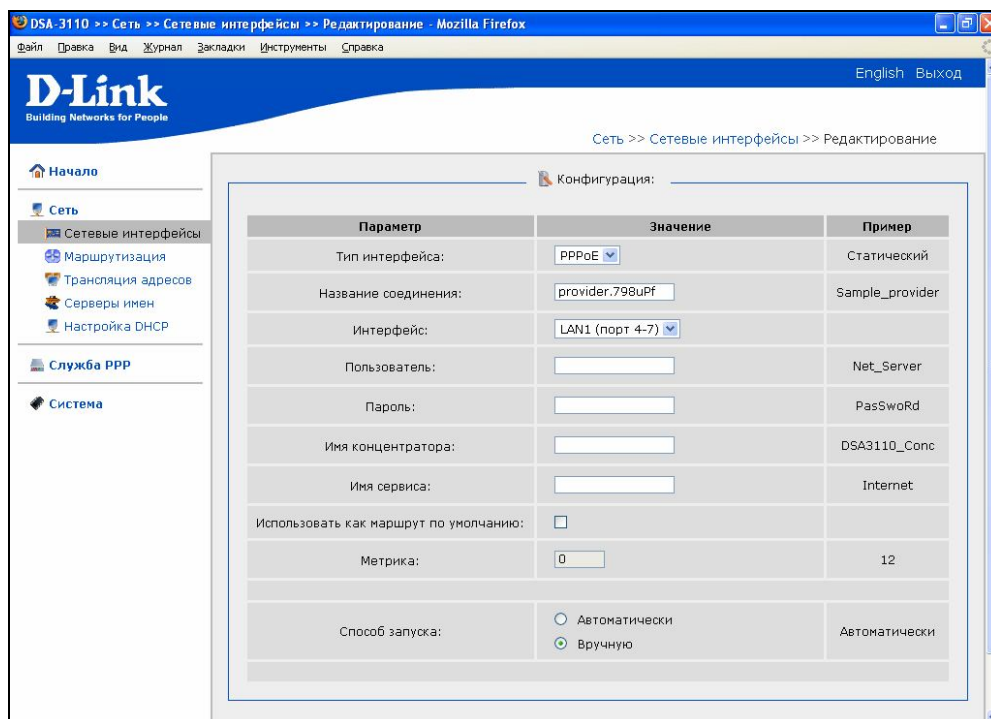 DSA-3110 >> Сеть >> Сетевые интерфейсы >> Редактирование - Mozilla Firefox
Файл Правка Вид Журнал Закладки Инструменты Справка
English Выход
D-Link
Building Networks for People
Сеть >> Сетевые интерфейсы >> Редактирование
Начало
Сеть
Сетевые интерфейсы
Маршрутизация
Трансляция адресов
Серверы имен
Настройка DHCP
Служба PPP
Система
Конфигурация:
Параметр Значение Пример
Тип интерфейса: PPPoE Статический
Название соединения: provider.798uPf Sample_provider
Интерфейс: LAN1 (порт 4-7)
Пользователь: Net_Server
Пароль: PasSwoRd
Имя концентратора: DSA3110_Conc
Имя сервиса: Internet
Использовать как маршрут по умолчанию:
Метрика: 0 12
Способ запуска: Автоматически Вручную Автоматически